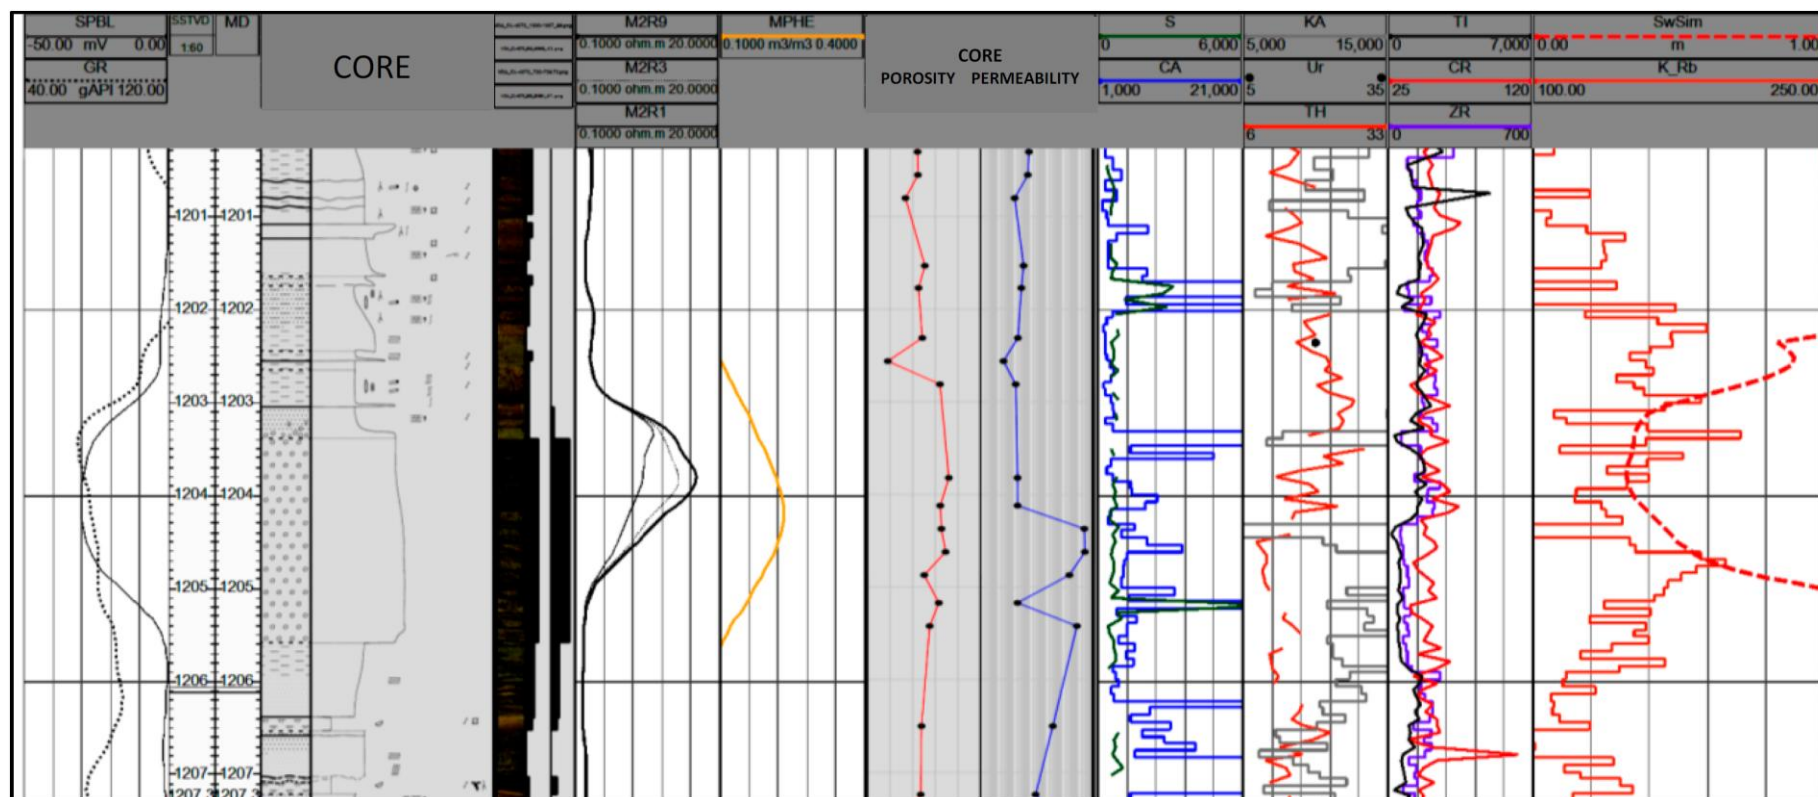 SPBL
-50.00 mV 0.00
GR
40.00 gAPI 120.00
SSTVD
1:60
MD
CORE
M2R9
0.1000 ohm.m 20.0000
M2R3
0.1000 ohm.m 20.0000
M2R1
0.1000 ohm.m 20.0000
MPHE
0.1000 m3/m3 0.4000
CORE
POROSITY PERMEABILITY
S
0 6,000
CA
1,000 21,000
KA
5,000 15,000
Ur
5 35
TH
6 33
TI
0 7,000
CR
25 120
ZR
0 700
SwSim
0.00 m 1.00
K_Rb
100.00 250.00
1201 1201
1202 1202
1203 1203
1204 1204
1205 1205
1206 1206
1207 1207
1207.3 1207.3